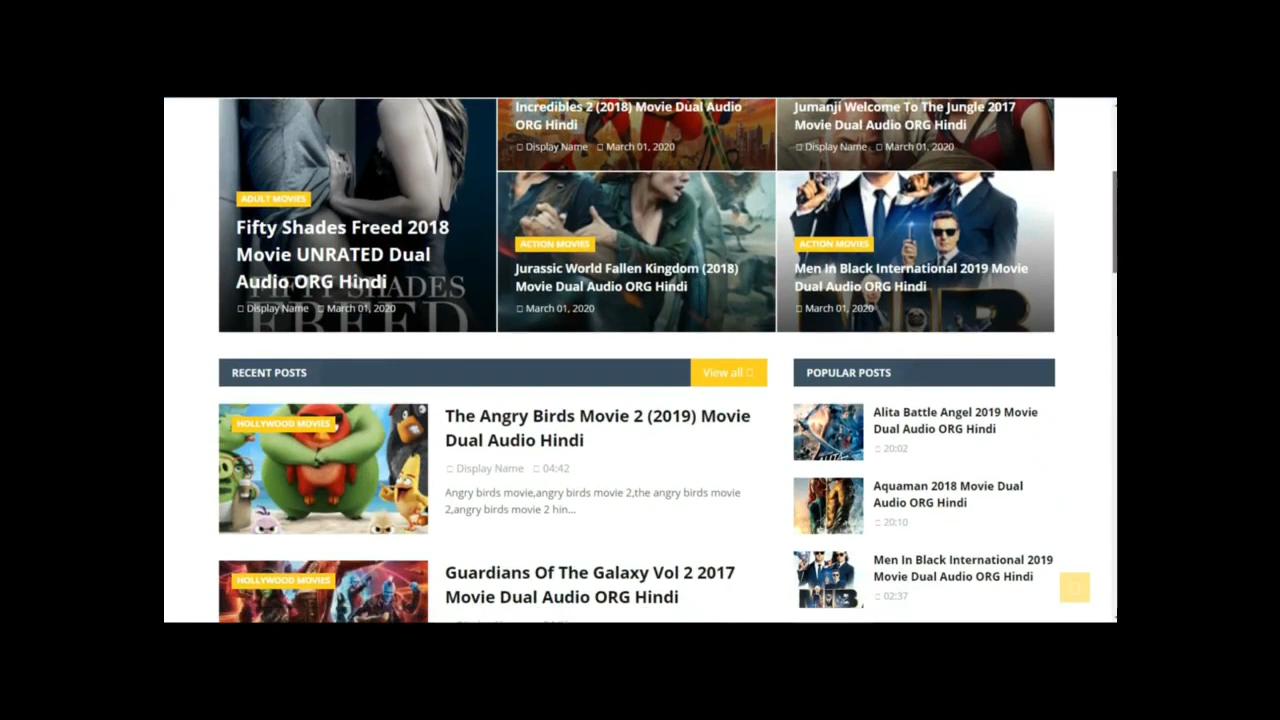 ADULT MOVIES
Fifty Shades Freed 2018
Movie UNRATED Dual
Audio ORG Hindi
Display Name March 01, 2020
FIFTY SHADES
FREED
Incredibles 2 (2018) Movie Dual Audio
ORG Hindi
Display Name March 01, 2020
Jumanji Welcome To The Jungle 2017
Movie Dual Audio ORG Hindi
Display Name March 01, 2020
ACTION MOVIES
Jurassic World Fallen Kingdom (2018)
Movie Dual Audio ORG Hindi
March 01, 2020
ACTION MOVIES
Men In Black International 2019 Movie
Dual Audio ORG Hindi
March 01, 2020
MIB
RECENT POSTS
View all
HOLLYWOOD MOVIES
The Angry Birds Movie 2 (2019) Movie
Dual Audio Hindi
Display Name 04:42
Angry birds movie,angry birds movie 2,the angry birds movie
2,angry birds movie 2 hin...
HOLLYWOOD MOVIES
Guardians Of The Galaxy Vol 2 2017
Movie Dual Audio ORG Hindi
POPULAR POSTS
Alita Battle Angel 2019 Movie
Dual Audio ORG Hindi
20:02
Aquaman 2018 Movie Dual
Audio ORG Hindi
20:10
Men In Black International 2019
Movie Dual Audio ORG Hindi
02:37
MIB